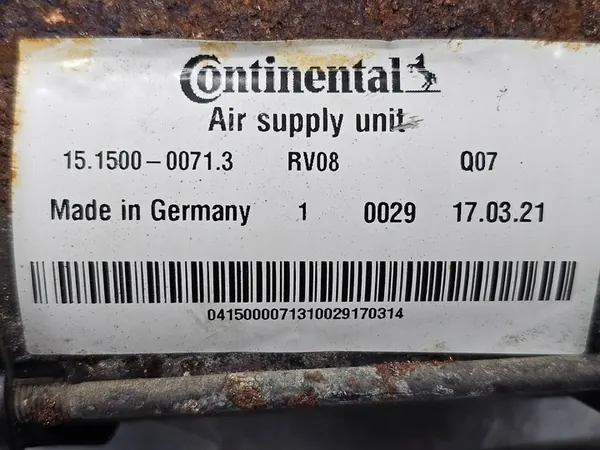 Continental
Air supply unit
15.1500-0071.3 RV08 Q07
Made in Germany 1 0029 17.03.21
0415000071310029170314